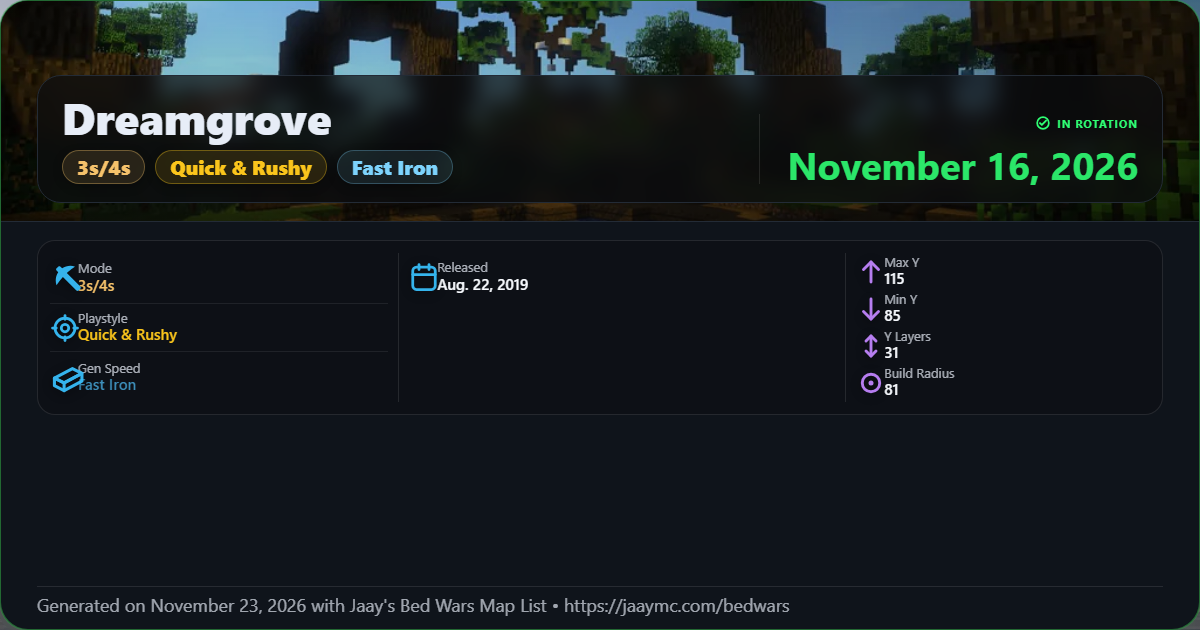 Dreamgrove
3s/4s
Quick & Rushy
Fast Iron
IN ROTATION
November 16, 2026
Mode
3s/4s
Playstyle
Quick & Rushy
Gen Speed
Fast Iron
Released
Aug. 22, 2019
Max Y
115
Min Y
85
Y Layers
31
Build Radius
81
Generated on November 23, 2026 with Jaay's Bed Wars Map List • https://jaaymc.com/bedwars